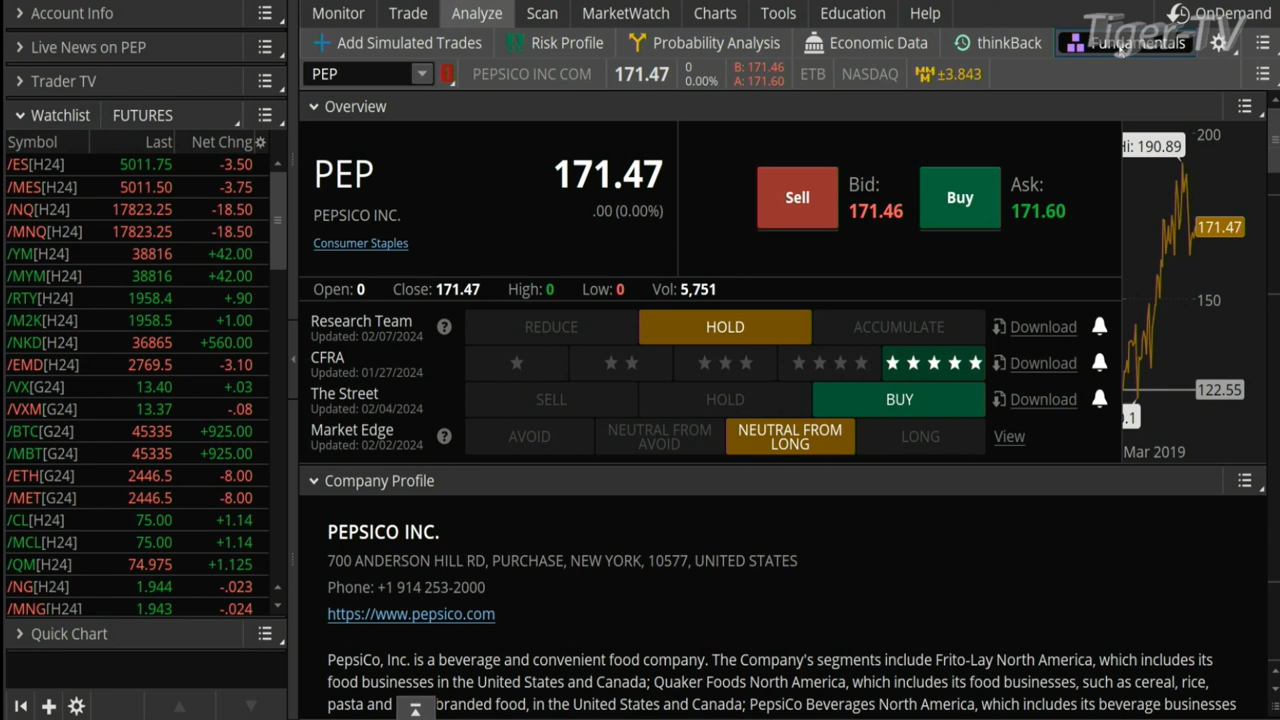 Account Info
Monitor Trade Analyze Scan MarketWatch Charts Tools Education Help OnDemand
Tiger-TV
Live News on PEP
Add Simulated Trades Risk Profile Probability Analysis Economic Data thinkBack Fundamentals
Trader TV
PEP PEPSICO INC COM 171.47 0 0.00% B: 171.46 A: 171.60 ETB NASDAQ ±3.843
Watchlist FUTURES
Symbol Last Net Chng
/ES[H24] 5011.75 -3.50
/MES[H24] 5011.50 -3.75
/NQ[H24] 17823.25 -18.50
/MNQ[H24] 17823.25 -18.50
/YM[H24] 38816 +42.00
/MYM[H24] 38816 +42.00
/RTY[H24] 1958.4 +.90
/M2K[H24] 1958.5 +1.00
/NKD[H24] 36865 +560.00
/EMD[H24] 2769.5 -3.10
/VX[G24] 13.40 +.03
/VXM[G24] 13.37 -.08
/BTC[G24] 45335 +925.00
/MBT[G24] 45335 +925.00
/ETH[G24] 2446.5 -8.00
/MET[G24] 2446.5 -8.00
/CL[H24] 75.00 +1.14
/MCL[H24] 75.00 +1.14
/QM[H24] 74.975 +1.125
/NG[H24] 1.944 -.023
/MNG[H24] 1.943 -.024
Quick Chart
Overview
PEP 171.47
PEPSICO INC. .00 (0.00%)
Consumer Staples
Sell Bid: 171.46 Buy Ask: 171.60
Open: 0 Close: 171.47 High: 0 Low: 0 Vol: 5,751
Research Team REDUCE HOLD ACCUMULATE Download
Updated: 02/07/2024
CFRA Download
Updated: 01/27/2024
The Street SELL HOLD BUY Download
Updated: 02/04/2024
Market Edge AVOID NEUTRAL FROM AVOID NEUTRAL FROM LONG LONG View
Updated: 02/02/2024
Hi: 190.89
200
171.47
150
122.55
Mar 2019
Company Profile
PEPSICO INC.
700 ANDERSON HILL RD, PURCHASE, NEW YORK, 10577, UNITED STATES
Phone: +1 914 253-2000
https://www.pepsico.com
PepsiCo, Inc. is a beverage and convenient food company. The Company's segments include Frito-Lay North America, which includes its
food businesses in the United States and Canada; Quaker Foods North America, which includes its food businesses, such as cereal, rice,
pasta and branded food, in the United States and Canada; PepsiCo Beverages North America, which includes its beverage businesses